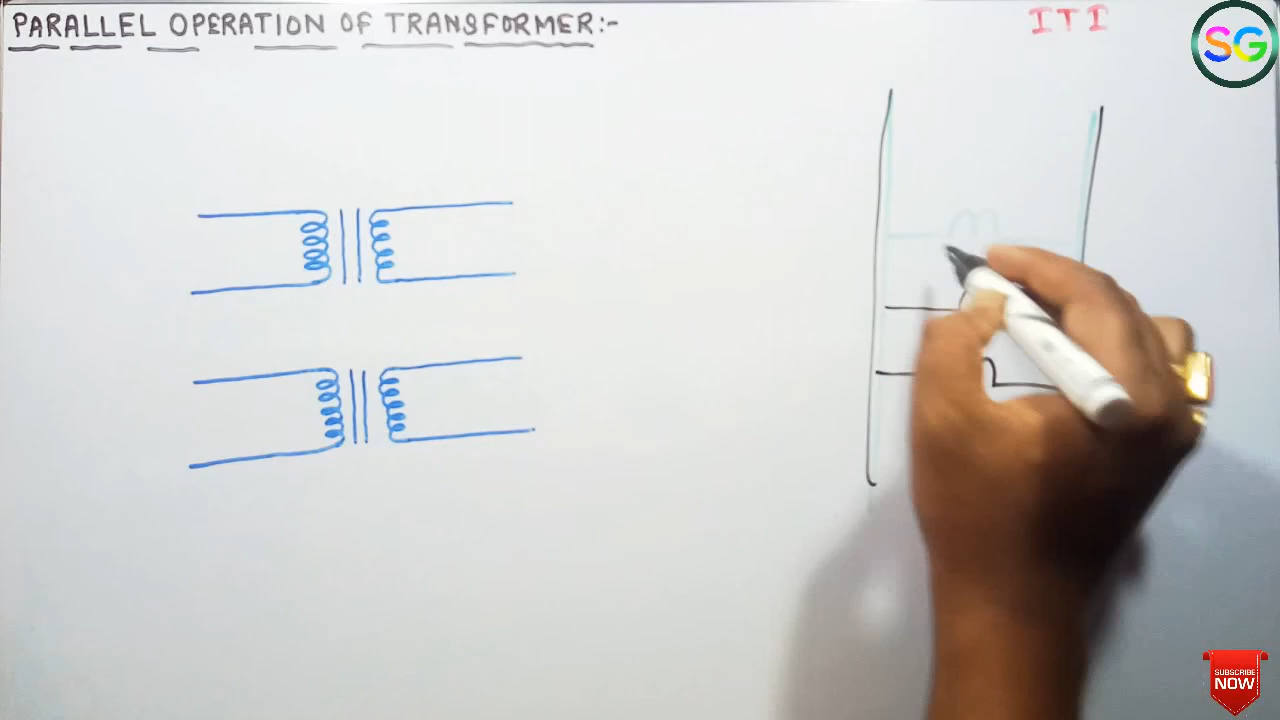 PARALLEL OPERATION OF TRANSFORMER:-
ITI
SG
SUBSCRIBE
NOW